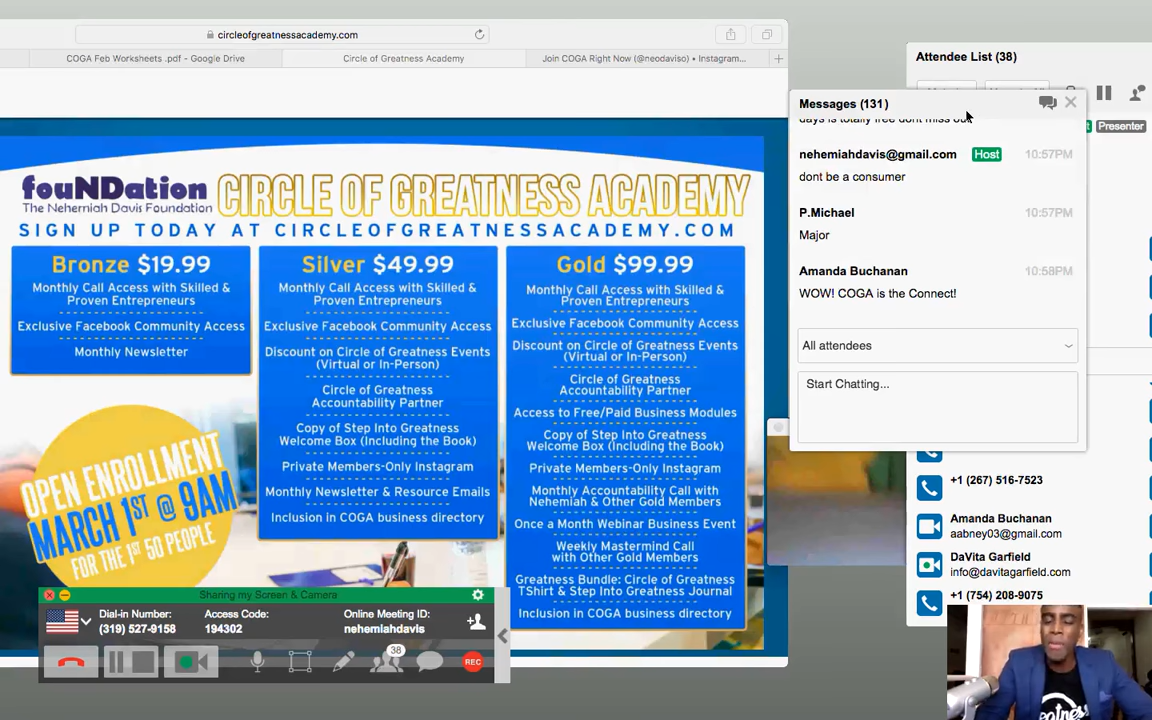 circleofgreatnessacademy.com
COGA Feb Worksheets .pdf - Google Drive
Circle of Greatness Academy
Join COGA Right Now (@neodaviso) • Instagram...
fouNDation
The Nehemiah Davis Foundation
CIRCLE OF GREATNESS ACADEMY
SIGN UP TODAY AT CIRCLEOFGREATNESSACADEMY.COM
Bronze $19.99
Monthly Call Access with Skilled &
Proven Entrepreneurs
Exclusive Facebook Community Access
Monthly Newsletter
Silver $49.99
Monthly Call Access with Skilled &
Proven Entrepreneurs
Exclusive Facebook Community Access
Discount on Circle of Greatness Events
(Virtual or In-Person)
Circle of Greatness
Accountability Partner
Copy of Step Into Greatness
Welcome Box (Including the Book)
Private Members-Only Instagram
Monthly Newsletter & Resource Emails
Inclusion in COGA business directory
Gold $99.99
Monthly Call Access with Skilled &
Proven Entrepreneurs
Exclusive Facebook Community Access
Discount on Circle of Greatness Events
(Virtual or In-Person)
Circle of Greatness
Accountability Partner
Access to Free/Paid Business Modules
Copy of Step Into Greatness
Welcome Box (Including the Book)
Private Members-Only Instagram
Monthly Accountability Call with
Nehemiah & Other Gold Members
Once a Month Webinar Business Event
Weekly Mastermind Call
with Other Gold Members
Greatness Bundle: Circle of Greatness
TShirt & Step Into Greatness Journal
Inclusion in COGA business directory
OPEN ENROLLMENT
MARCH 1ST @ 9AM
FOR THE 1ST 50 PEOPLE
Sharing my Screen & Camera
Dial-in Number:
(319) 527-9158
Access Code:
194302
Online Meeting ID:
nehemiahdavis
38
REC
Attendee List (38)
Presenter
Messages (131)
days is totally free dont miss out
nehemiahdavis@gmail.com Host 10:57PM
dont be a consumer
P.Michael 10:57PM
Major
Amanda Buchanan 10:58PM
WOW! COGA is the Connect!
All attendees
Start Chatting...
+1 (267) 516-7523
Amanda Buchanan
aabney03@gmail.com
DaVita Garfield
info@davitagarfield.com
+1 (754) 208-9075